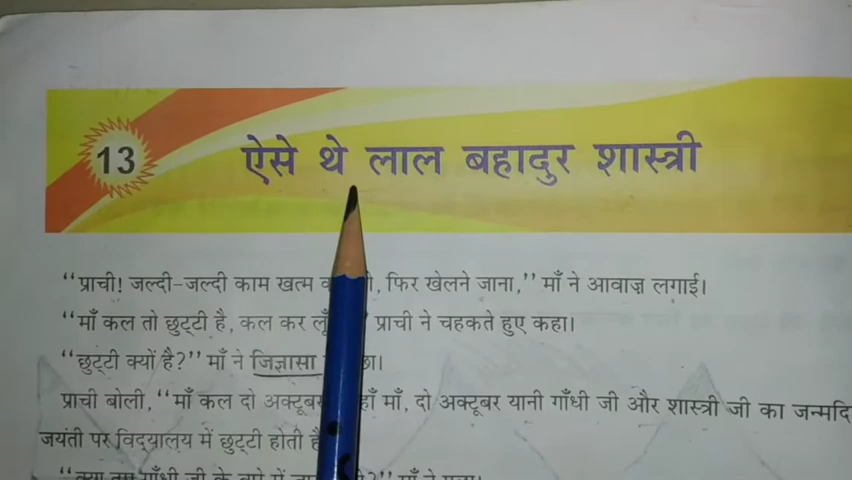 13
ऐसे थे लाल बहादुर शास्त्री
“प्राची! जल्दी-जल्दी काम खत्म फिर खेलने जाना,” माँ ने आवाज़ लगाई।
“माँ कल तो छुट्टी है, कल कर प्राची ने चहकते हुए कहा।
“छुट्टी क्यों है?” माँ ने जिज्ञासा
प्राची बोली, “माँ कल दो अक्टूबर माँ, दो अक्टूबर यानी गाँधी जी और शास्त्री जी का
जयंती पर विद्यालय में छुट्टी होती